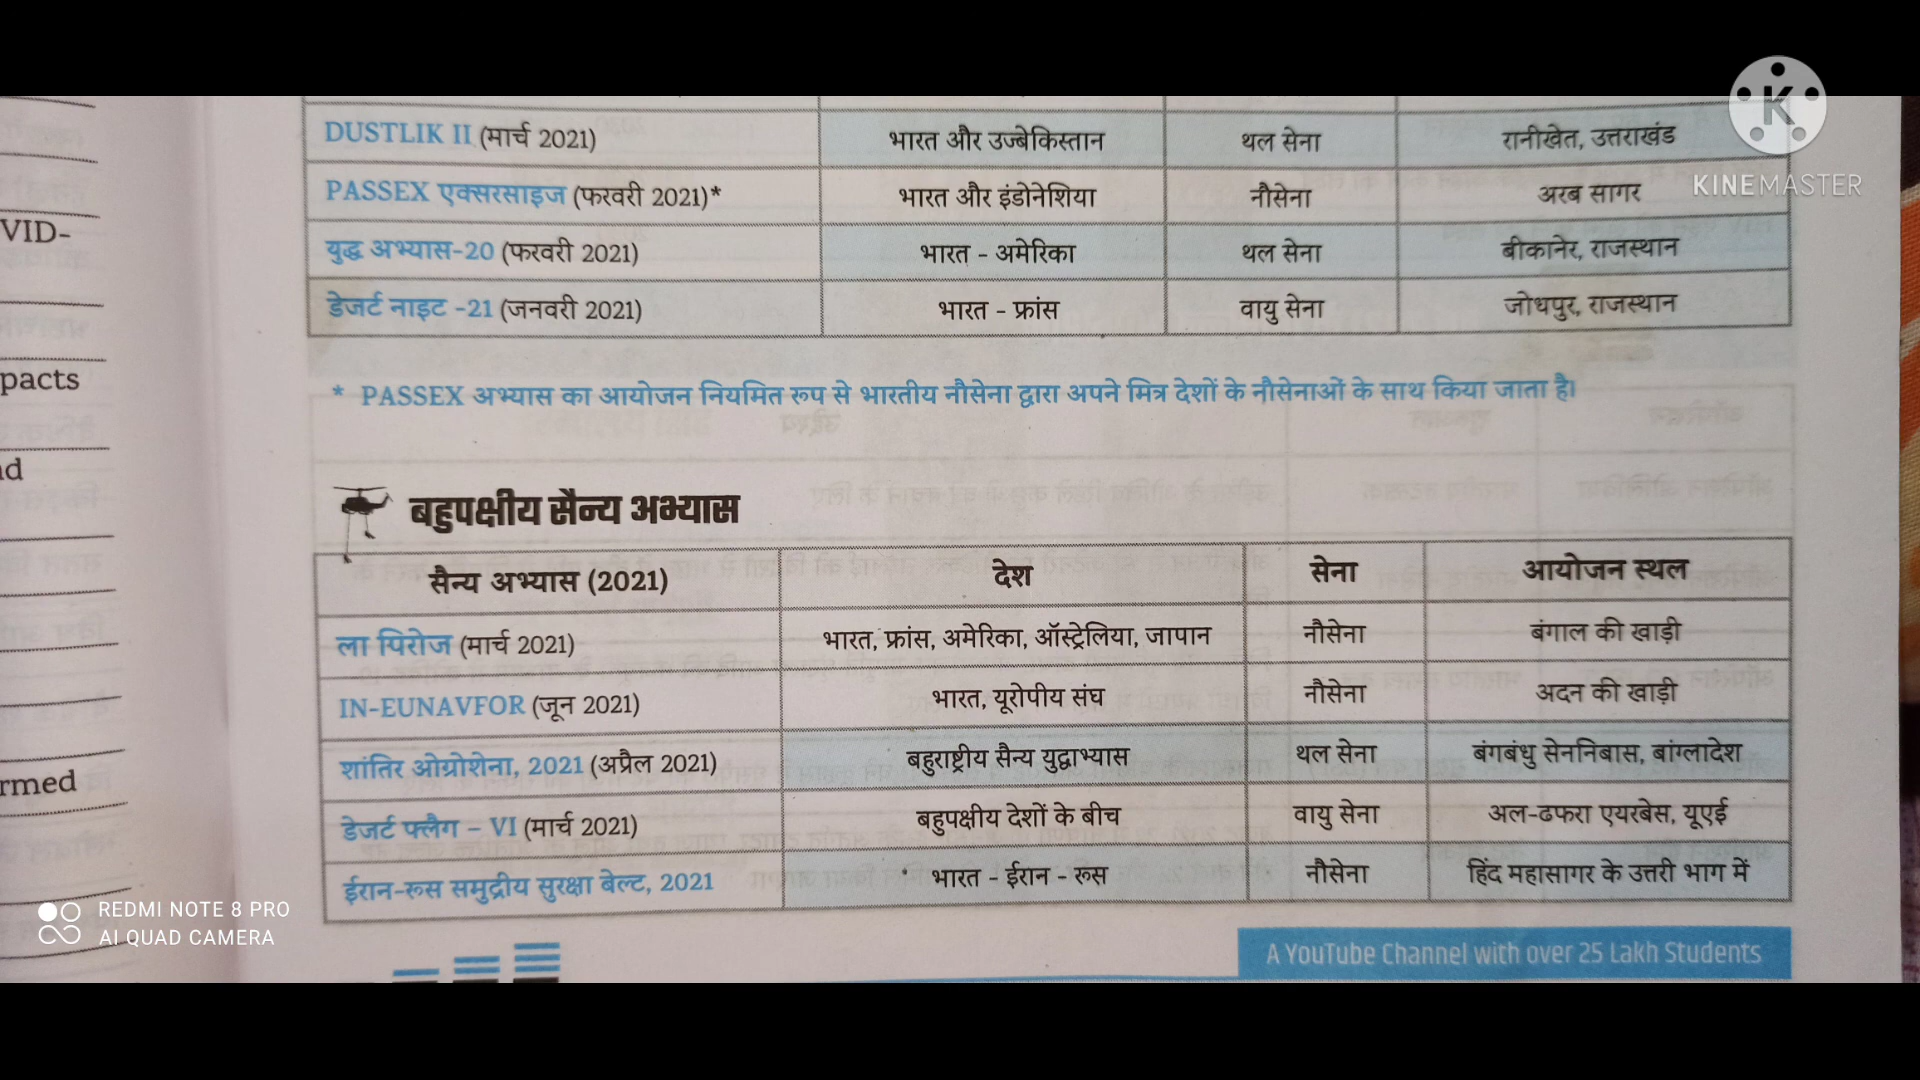 DUSTLIK II (मार्च 2021) भारत और उज्बेकिस्तान थल सेना रानीखेत, उत्तराखंड
PASSEX एक्सरसाइज (फरवरी 2021)* भारत और इंडोनेशिया नौसेना अरब सागर
युद्ध अभ्यास-20 (फरवरी 2021) भारत - अमेरिका थल सेना बीकानेर, राजस्थान
डेजर्ट नाइट -21 (जनवरी 2021) भारत - फ्रांस वायु सेना जोधपुर, राजस्थान
* PASSEX अभ्यास का आयोजन नियमित रूप से भारतीय नौसेना द्वारा अपने मित्र देशों के नौसेनाओं के साथ किया जाता है।
बहुपक्षीय सैन्य अभ्यास
सैन्य अभ्यास (2021) देश सेना आयोजन स्थल
ला पिरोज (मार्च 2021) भारत, फ्रांस, अमेरिका, ऑस्ट्रेलिया, जापान नौसेना बंगाल की खाड़ी
IN-EUNAVFOR (जून 2021) भारत, यूरोपीय संघ नौसेना अदन की खाड़ी
शांतिर ओग्रोशेना, 2021 (अप्रैल 2021) बहुराष्ट्रीय सैन्य युद्वाभ्यास थल सेना बंगबंधु सेननिबास, बांग्लादेश
डेजर्ट फ्लैग – VI (मार्च 2021) बहुपक्षीय देशों के बीच वायु सेना अल-ढफरा एयरबेस, यूएई
ईरान-रूस समुद्रीय सुरक्षा बेल्ट, 2021 भारत - ईरान - रूस नौसेना हिंद महासागर के उत्तरी भाग में
A YouTube Channel with over 25 Lakh Students
VID-
pacts
nd
rmed
K
KINEMASTER
REDMI NOTE 8 PRO
AI QUAD CAMERA